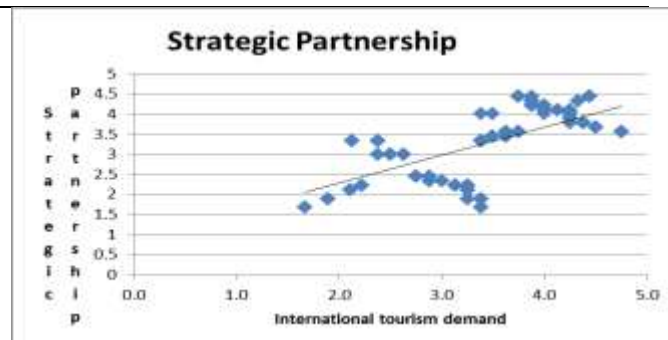 Strategic Partnership
Strategic partnership
5
4.5
4
3.5
3
2.5
2
1.5
1
0.5
0
0.0 1.0 2.0 3.0 4.0 5.0
International tourism demand